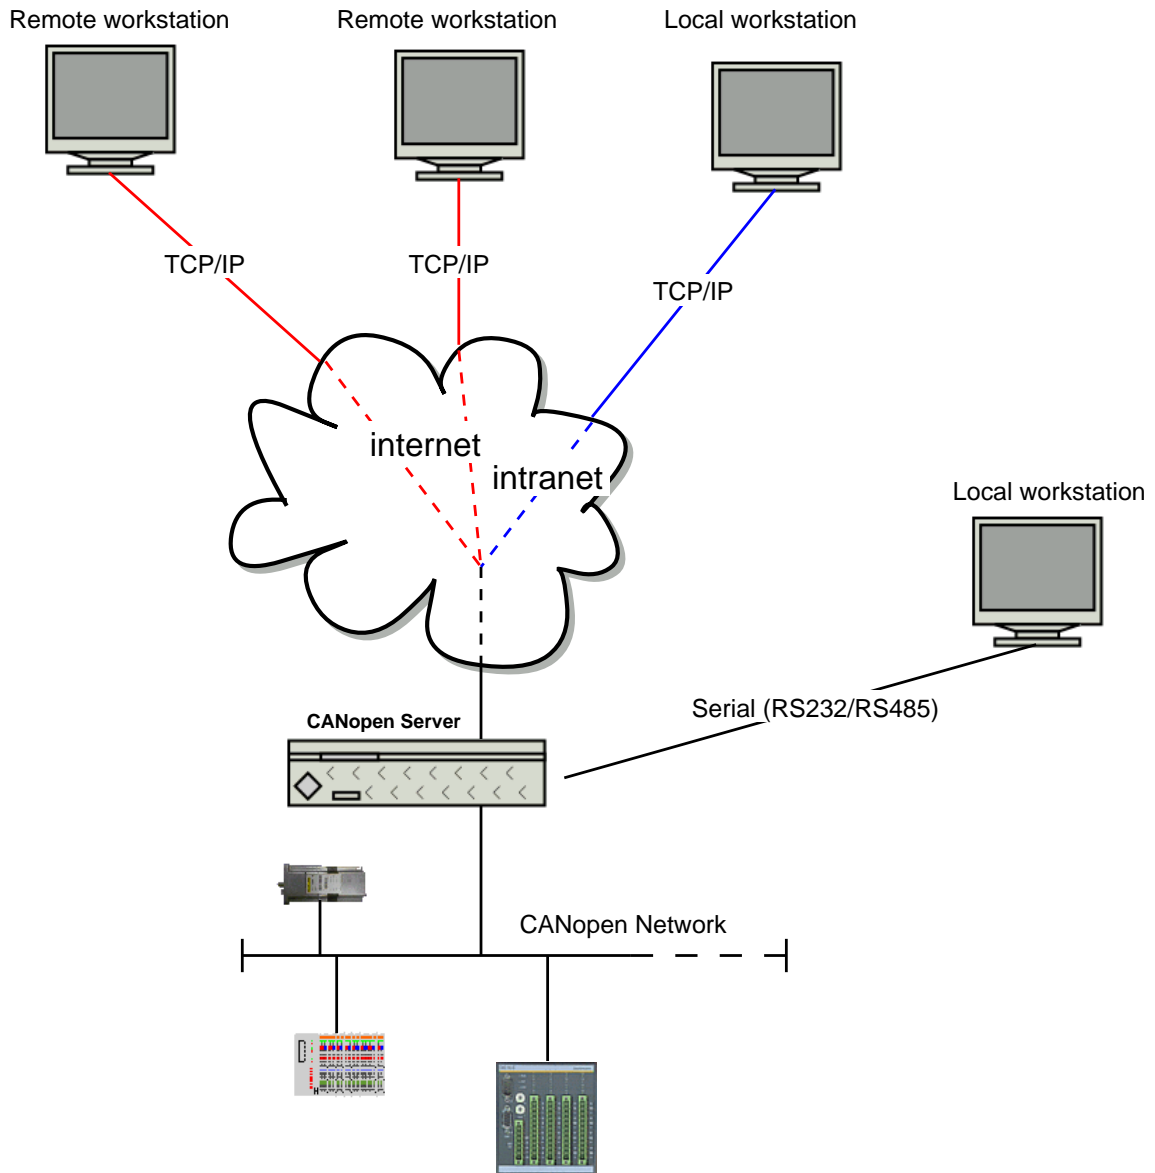 Remote workstation
Remote workstation
Local workstation
TCP/IP
TCP/IP
TCP/IP
internet
intranet
Local workstation
Serial (RS232/RS485)
CANopen Server
CANopen Network